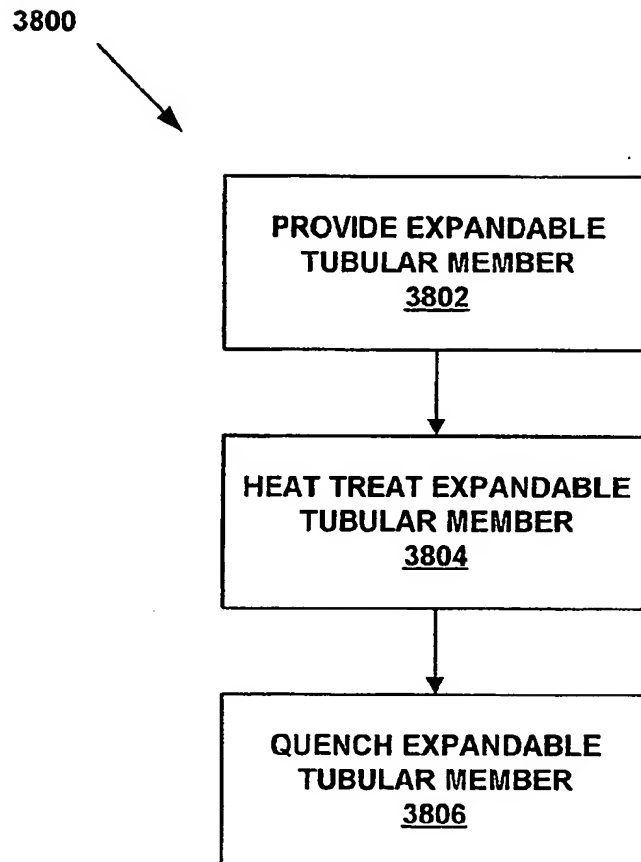 3800
PROVIDE EXPANDABLE
TUBULAR MEMBER
3802
HEAT TREAT EXPANDABLE
TUBULAR MEMBER
3804
QUENCH EXPANDABLE
TUBULAR MEMBER
3806